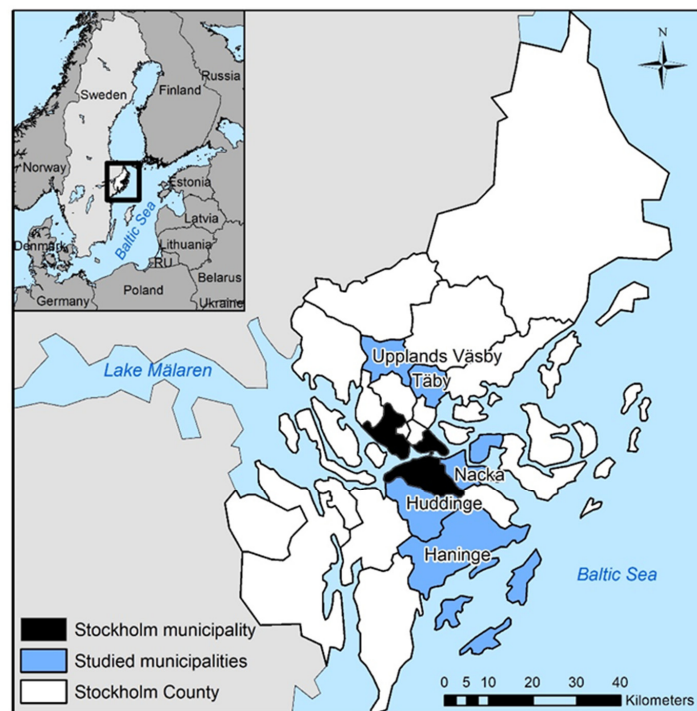 Sweden
Finland
Russia
Norway
Estonia
Latvia
Lithuania
RU
Belarus
Denmark
Germany
Poland
Ukraine
Baltic Sea
N
Lake Mälaren
Upplands Väsby
Täby
Nacka
Huddinge
Haninge
Baltic Sea
Stockholm municipality
Studied municipalities
Stockholm County
0 5 10 20 30 40
Kilometers